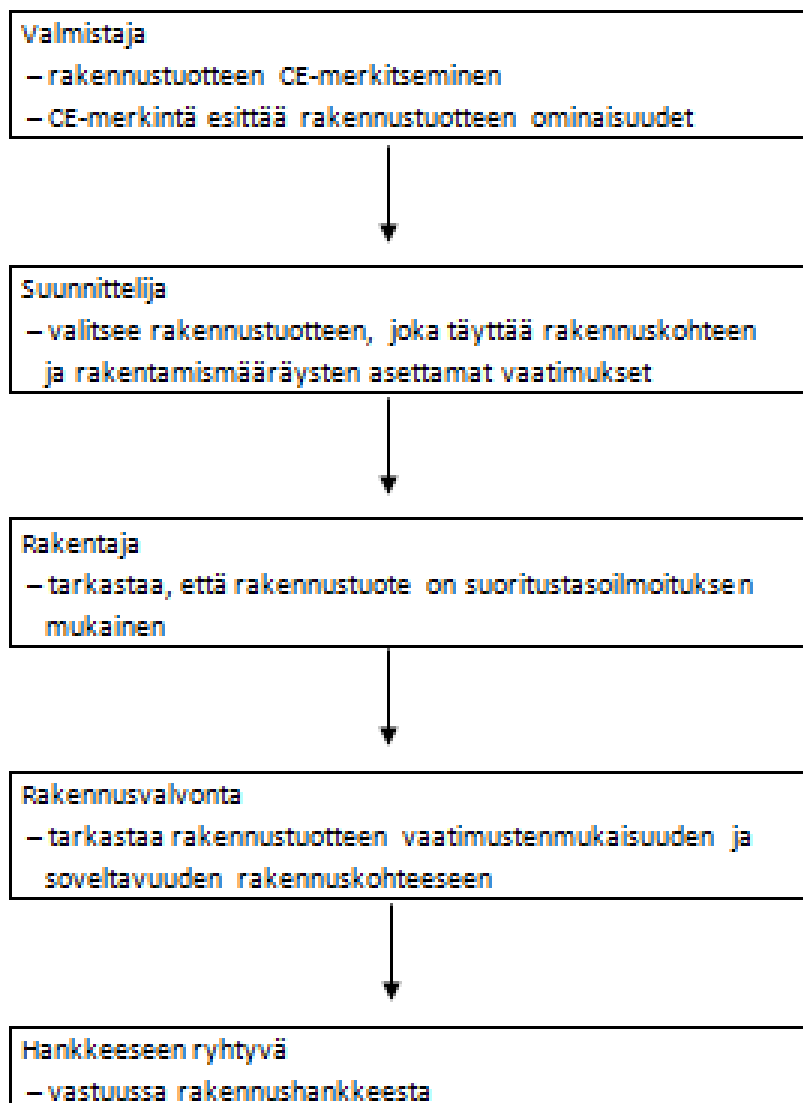 Valmistaja
– rakennustuotteen CE-merkitseminen
– CE-merkintä esittää rakennustuotteen ominaisuudet
Suunnittelija
– valitsee rakennustuotteen, joka täyttää rakennuskohteen
ja rakentamismääräysten asettamat vaatimukset
Rakentaja
– tarkastaa, että rakennustuote on suoritustasoilmoituksen
mukainen
Rakennusvalvonta
– tarkastaa rakennustuotteen vaatimustenmukaisuuden ja
soveltavuuden rakennuskohteeseen
Hankkeeseen ryhtyvä
– vastuussa rakennushankkeesta